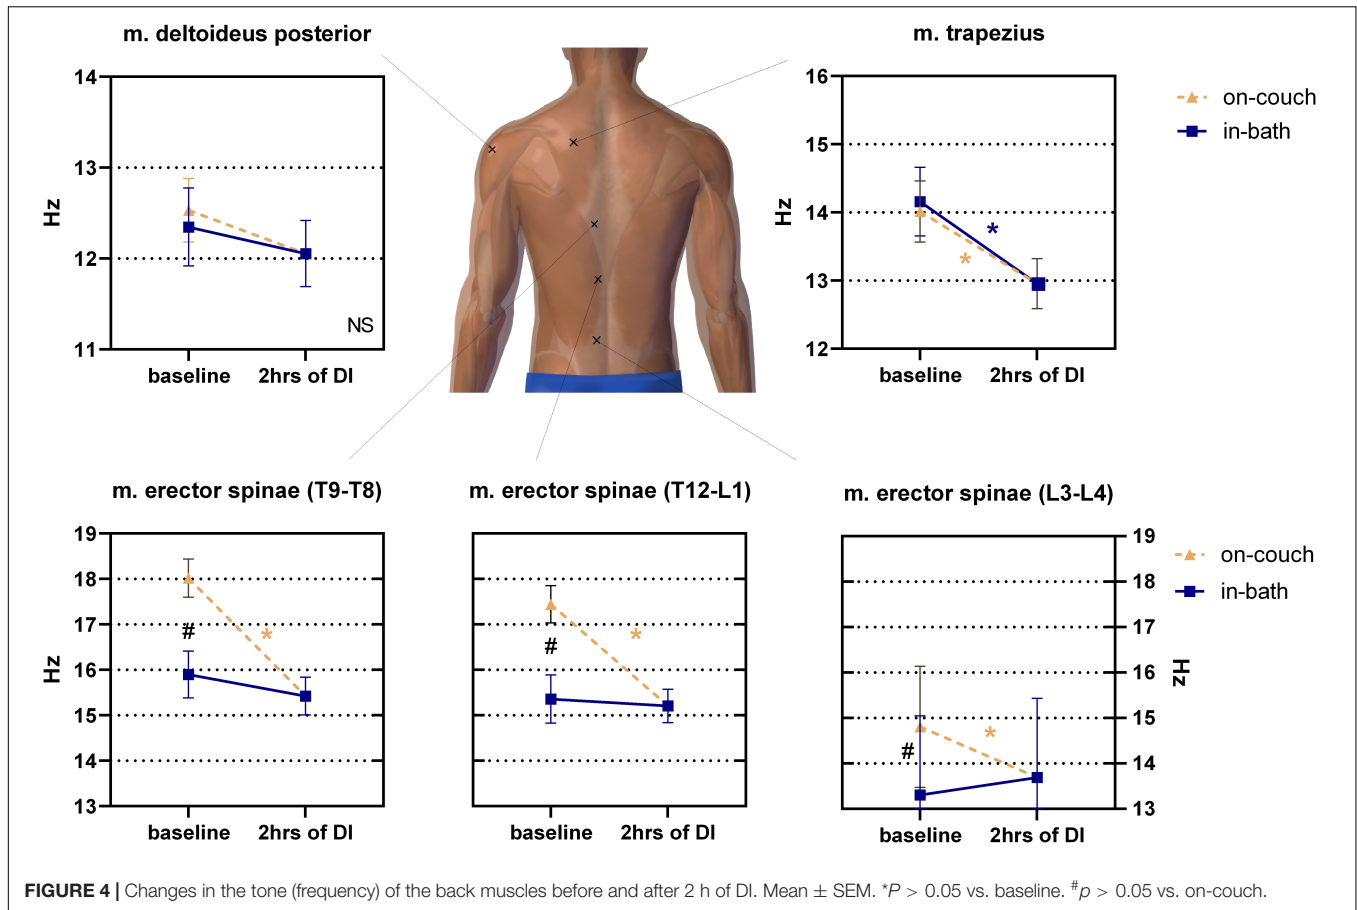 m. deltoideus posterior
14
13
12
11
Hz
NS
baseline
2hrs of DI
m. trapezius
16
15
14
13
12
Hz
*
*
baseline
2hrs of DI
on-couch
in-bath
m. erector spinae (T9-T8)
19
18
17
16
15
14
13
Hz
#
*
baseline
2hrs of DI
m. erector spinae (T12-L1)
#
*
baseline
2hrs of DI
m. erector spinae (L3-L4)
19
18
17
16
15
14
13
Hz
#
*
baseline
2hrs of DI
on-couch
in-bath
FIGURE 4 | Changes in the tone (frequency) of the back muscles before and after 2 h of DI. Mean ± SEM. *P > 0.05 vs. baseline. #p > 0.05 vs. on-couch.